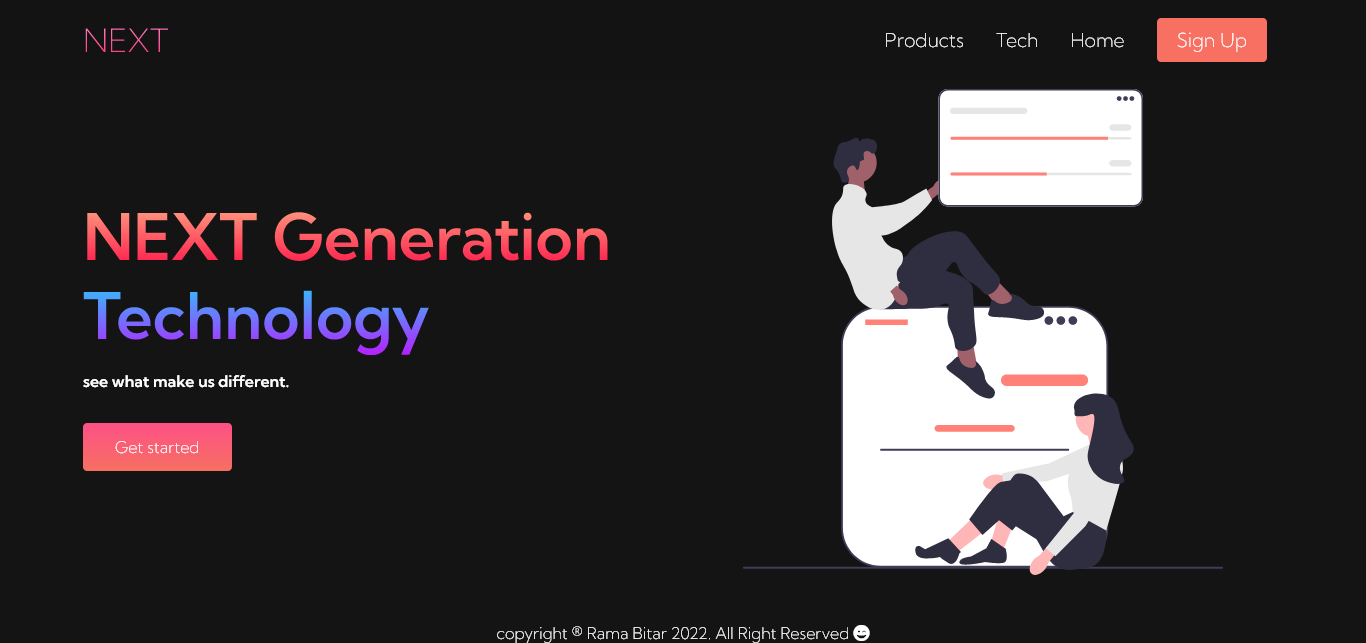 NEXT
Products Tech Home Sign Up
NEXT Generation
Technology
see what make us different.
Get started
copyright ® Rama Bitar 2022. All Right Reserved 😀